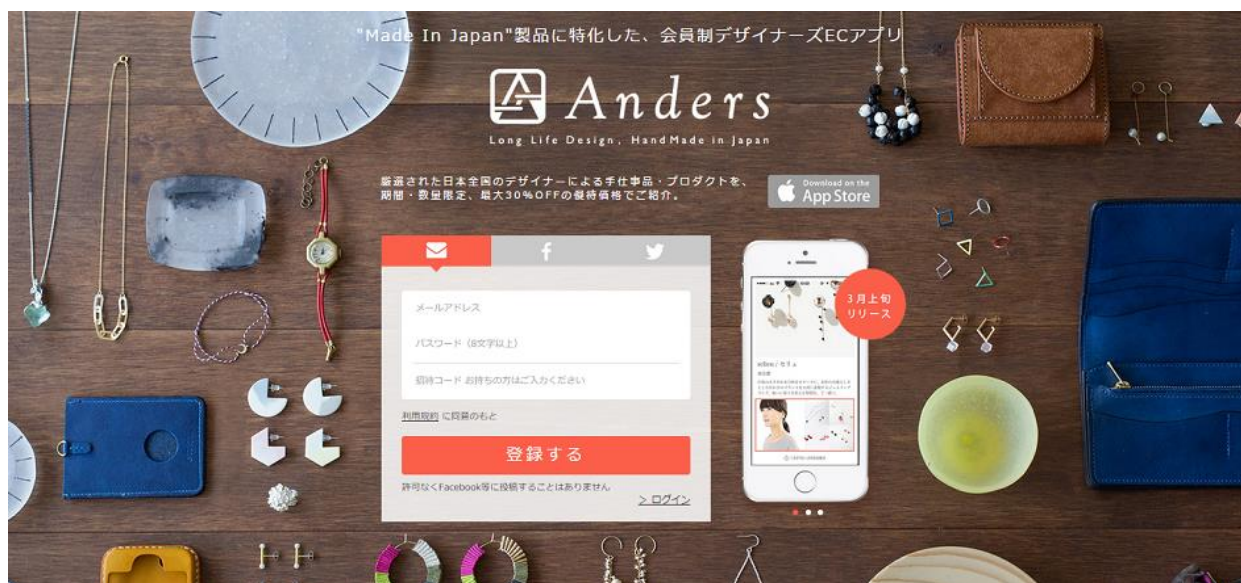 "Made In Japan"製品に特化した、会員制デザイナーズECアプリ
Anders
Long Life Design, HandMade in Japan
厳選された日本全国のデザイナーによる手仕事品・プロダクトを、
期間・数量限定、最大30%OFFの優待価格でご紹介。
Download on the
App Store
メールアドレス
パスワード（8文字以上）
招待コード お持ちの方はご入力ください
利用規約 に同意のもと
登録する
許可なくFacebook等に投稿することはありません
> ログイン
3月上旬
リリース